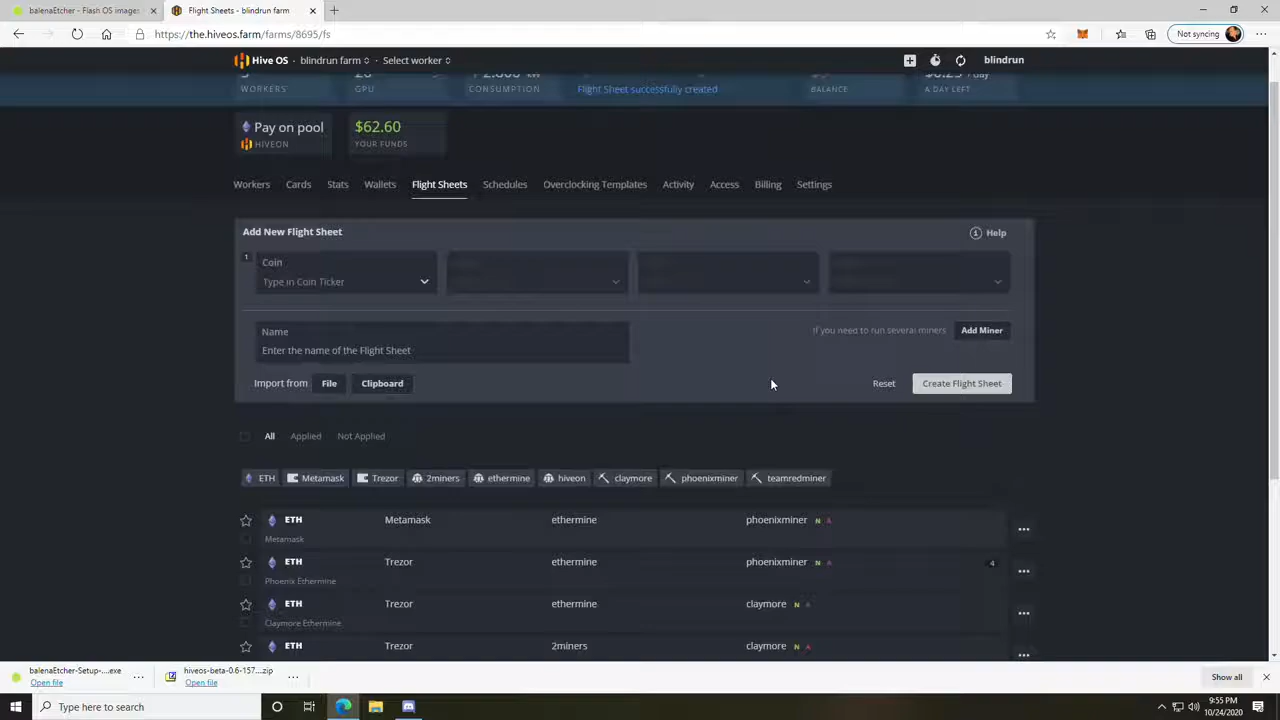 balenaEtcher - Flash OS images
Flight Sheets - blindrun farm
https://the.hiveos.farm/farms/8695/fs
Not syncing
Hive OS
blindrun farm
Select worker
blindrun
WORKERS
GPU
CONSUMPTION
Flight Sheet successfully created
BALANCE
A DAY LEFT
Pay on pool
HIVEON
$62.60
YOUR FUNDS
Workers Cards Stats Wallets Flight Sheets Schedules Overclocking Templates Activity Access Billing Settings
Add New Flight Sheet
Help
1
Coin
Type in Coin Ticker
Name
Enter the name of the Flight Sheet
If you need to run several miners
Add Miner
Import from File Clipboard
Reset
Create Flight Sheet
All Applied Not Applied
ETH Metamask Trezor 2miners ethermine hiveon claymore phoenixminer teamredminer
ETH Metamask ethermine phoenixminer N A
Metamask
ETH Trezor ethermine phoenixminer N A 4
Phoenix Ethermine
ETH Trezor ethermine claymore N A
Claymore Ethermine
ETH Trezor 2miners claymore N A
balenaEtcher-Setup-....exe
Open file
hiveos-beta-0.6-157....zip
Open file
Show all
Type here to search
9:55 PM
10/24/2020